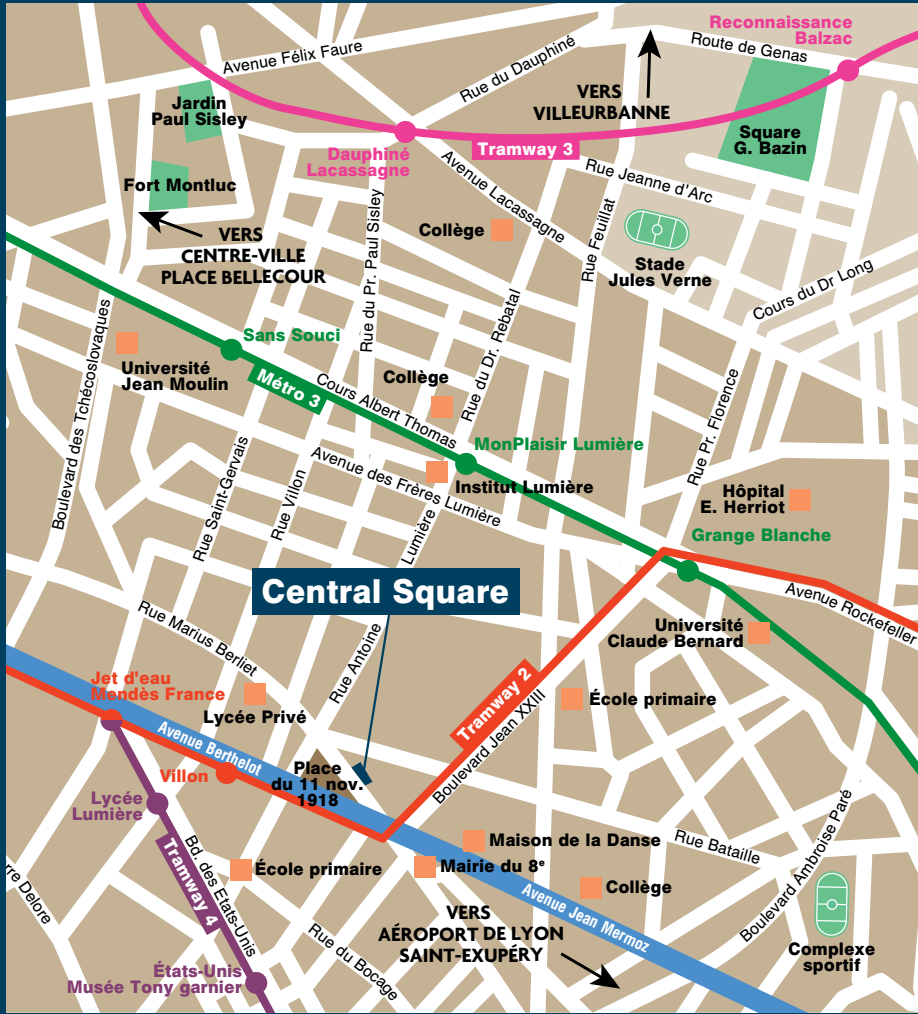 Reconnaissance
Balzac
Route de Genas
Avenue Félix Faure
Rue du Dauphiné
VERS
VILLEURBANNE
Jardin
Paul Sisley
Square
G. Bazin
Tramway 3
Dauphiné
Lacassagne
Avenue Lacassagne
Rue Jeanne d'Arc
Fort Montluc
VERS
CENTRE-VILLE
PLACE BELLECOUR
Rue du Pr. Paul Sisley
Collège
Rue Feuillat
Stade
Jules Verne
Cours du Dr Long
Boulevard des Tchécoslovaques
Sans Souci
Université
Jean Moulin
Métro 3
Collège
Cours Albert Thomas
Rue du Dr. Rebatal
Rue Pr. Florence
MonPlaisir Lumière
Avenue des Frères Lumière
Institut Lumière
Rue Saint-Gervais
Rue Villon
Hôpital
E. Herriot
Grange Blanche
Central Square
Rue Antoine Lumière
Avenue Rockefeller
Rue Marius Berliet
Université
Claude Bernard
Jet d'eau
Mendès France
Lycée Privé
Tramway 2
École primaire
Avenue Berthelot
Boulevard Jean XXIII
Villon
Place
du 11 nov.
1918
Lycée
Lumière
Tramway 4
Bd. des Etats-Unis
École primaire
Maison de la Danse
Mairie du 8e
Rue Bataille
Boulevard Ambroise Paré
Collège
Avenue Jean Mermoz
rre Delore
VERS
AÉROPORT DE LYON
SAINT-EXUPÉRY
Rue du Bocage
Complexe
sportif
États-Unis
Musée Tony garnier